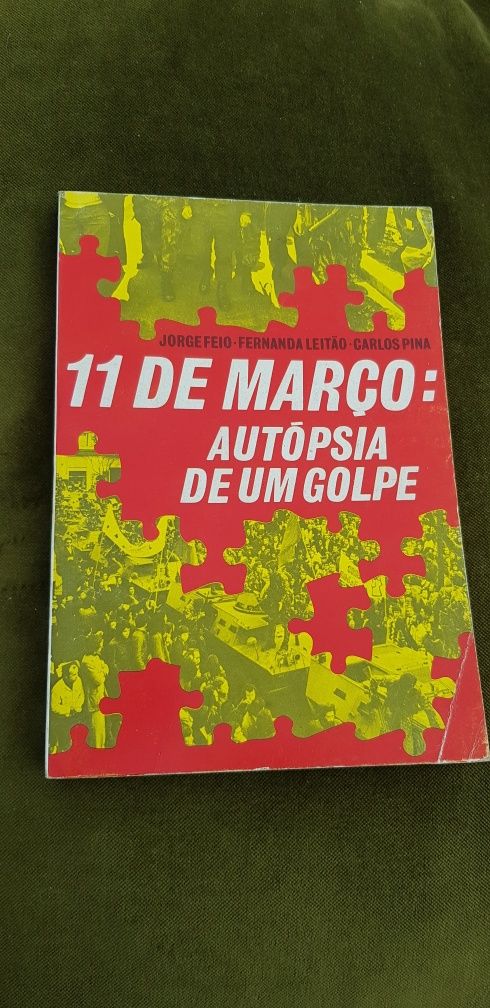 JORGE FEIO · FERNANDA LEITÃO · CARLOS PINA
11 DE MARÇO:
AUTÓPSIA
DE UM GOLPE